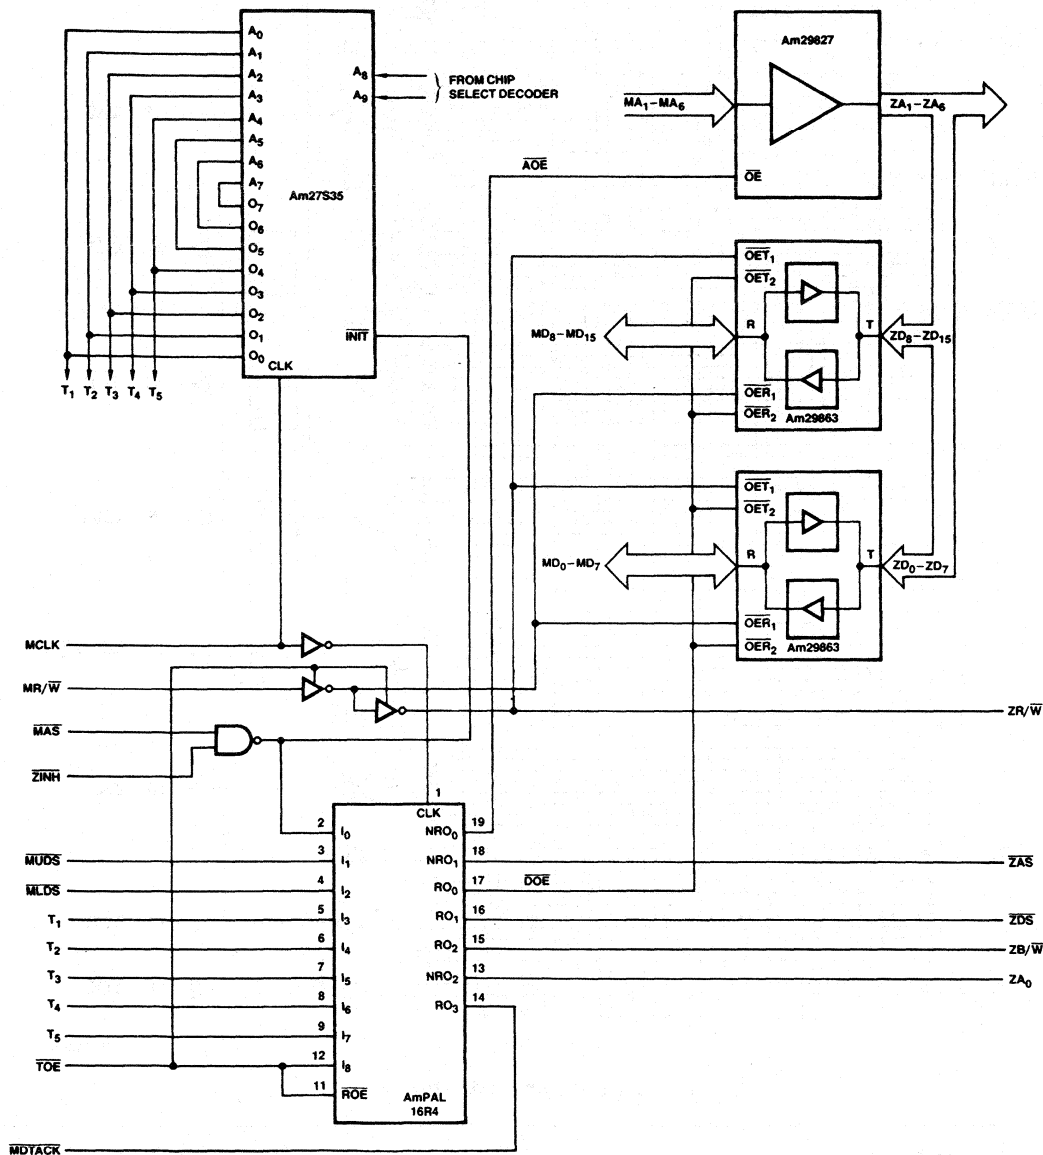 A0
A1
A2
A3
A4
A5
A6
A7
O7
O6
O5
O4
O3
O2
O1
O0
CLK
A8
A9
FROM CHIP
SELECT DECODER
Am27S35
INIT
T1 T2 T3 T4 T5
Am29827
MA1–MA6
ZA1–ZA6
AOE
OE
OET1
OET2
MD8–MD15
R
T
ZD8–ZD15
OER1
OER2
Am29863
OET1
OET2
MD0–MD7
R
T
ZD0–ZD7
OER1
OER2
Am29863
MCLK
MR/W
ZR/W
MAS
ZINH
1
CLK
2 I0
NRO0 19
3 I1
MUDS
NRO1 18
ZAS
4 I2
MLDS
RO0 17
DOE
T1
5 I3
RO1 16
ZDS
T2
6 I4
RO2 15
ZB/W
T3
7 I5
NRO2 13
ZA0
T4
8 I6
RO3 14
T5
9 I7
TOE
12 I8
11 ROE
AmPAL
16R4
MDTACK